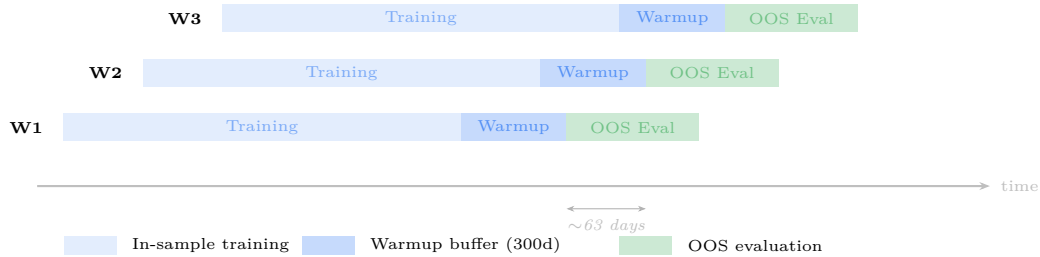 W3 Training Warmup OOS Eval
W2 Training Warmup OOS Eval
W1 Training Warmup OOS Eval
time
~63 days
In-sample training Warmup buffer (300d) OOS evaluation